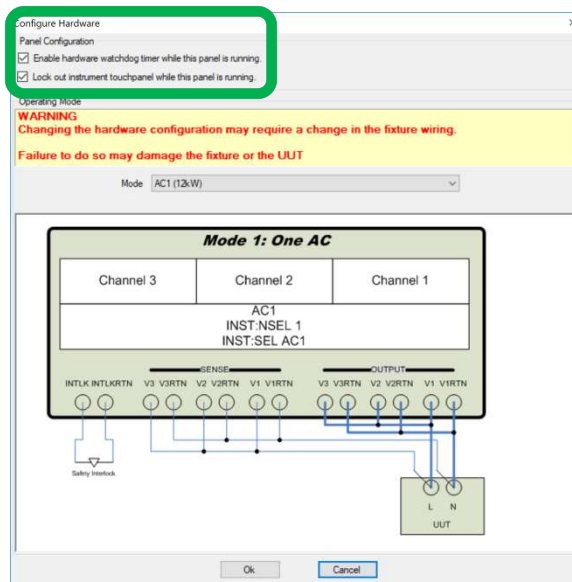 Configure Hardware
Panel Configuration
Enable hardware watchdog timer while this panel is running.
Lock out instrument touchpanel while this panel is running.
Operating Mode
WARNING
Changing the hardware configuration may require a change in the fixture wiring.
Failure to do so may damage the fixture or the UUT
Mode AC1 (12kW)
Mode 1: One AC
Channel 3 Channel 2 Channel 1
AC1
INST:NSEL 1
INST:SEL AC1
SENSE OUTPUT
INTLK INTLKRTN V3 V3RTN V2 V2RTN V1 V1RTN V3 V3RTN V2 V2RTN V1 V1RTN
Safety Interlock
L N
UUT
Ok Cancel